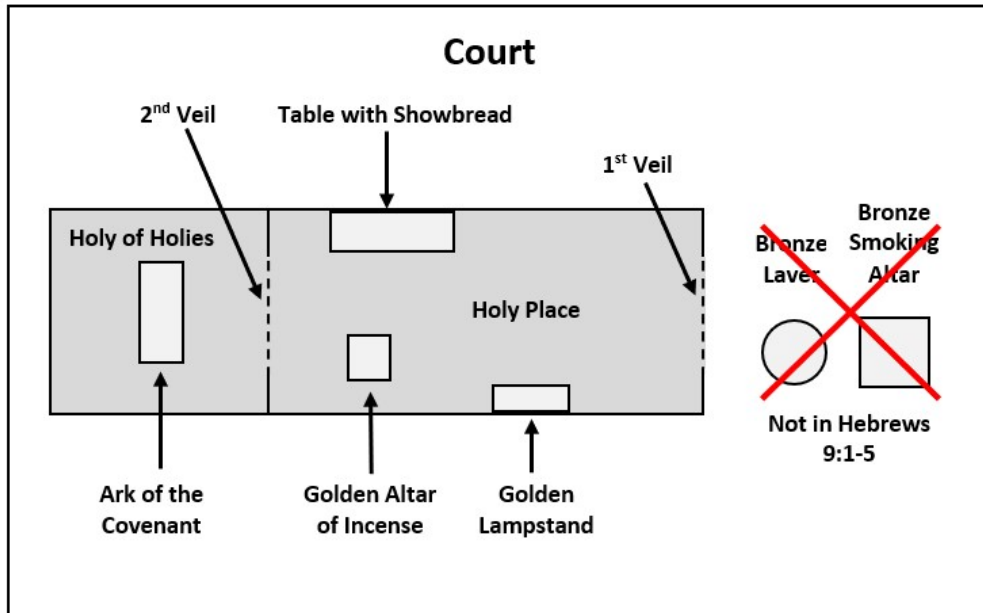 Court
2nd Veil
Table with Showbread
1st Veil
Holy of Holies
Bronze
Laver
Bronze
Smoking
Altar
Holy Place
Not in Hebrews
9:1-5
Ark of the
Covenant
Golden Altar
of Incense
Golden
Lampstand